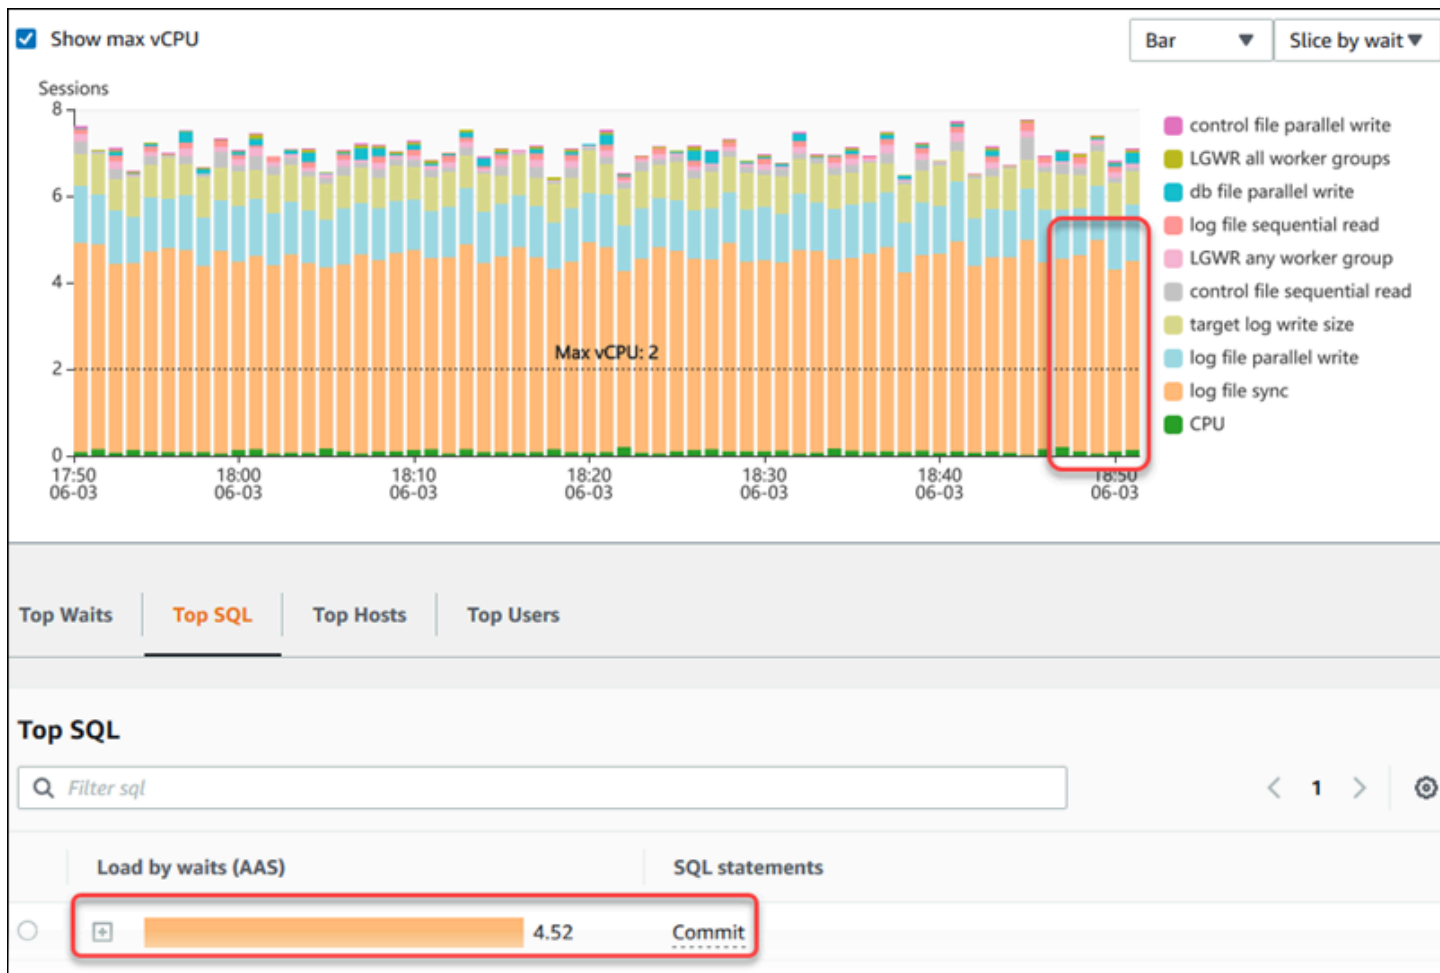 Show max vCPU
Bar
Slice by wait
Sessions
8
6
4
2
0
Max vCPU: 2
17:50
06-03
18:00
06-03
18:10
06-03
18:20
06-03
18:30
06-03
18:40
06-03
18:50
06-03
control file parallel write
LGWR all worker groups
db file parallel write
log file sequential read
LGWR any worker group
control file sequential read
target log write size
log file parallel write
log file sync
CPU
Top Waits
Top SQL
Top Hosts
Top Users
Top SQL
Filter sql
1
Load by waits (AAS)
SQL statements
4.52
Commit